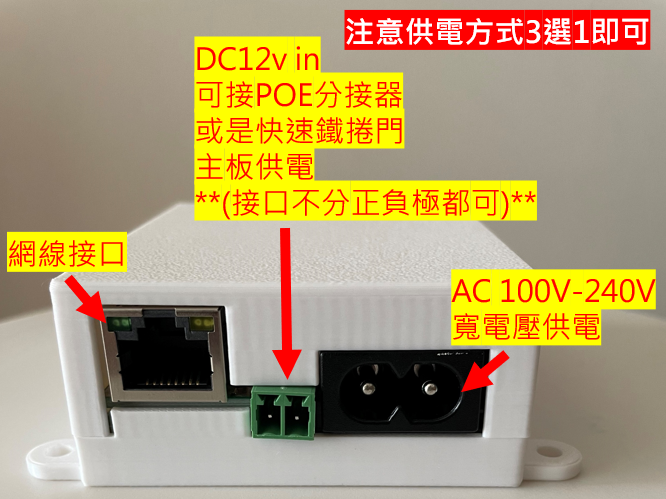 注意供電方式3選1即可
DC12v in
可接POE分接器
或是快速鐵捲門
主板供電
**(接口不分正負極都可)**
網線接口
AC 100V-240V
寬電壓供電